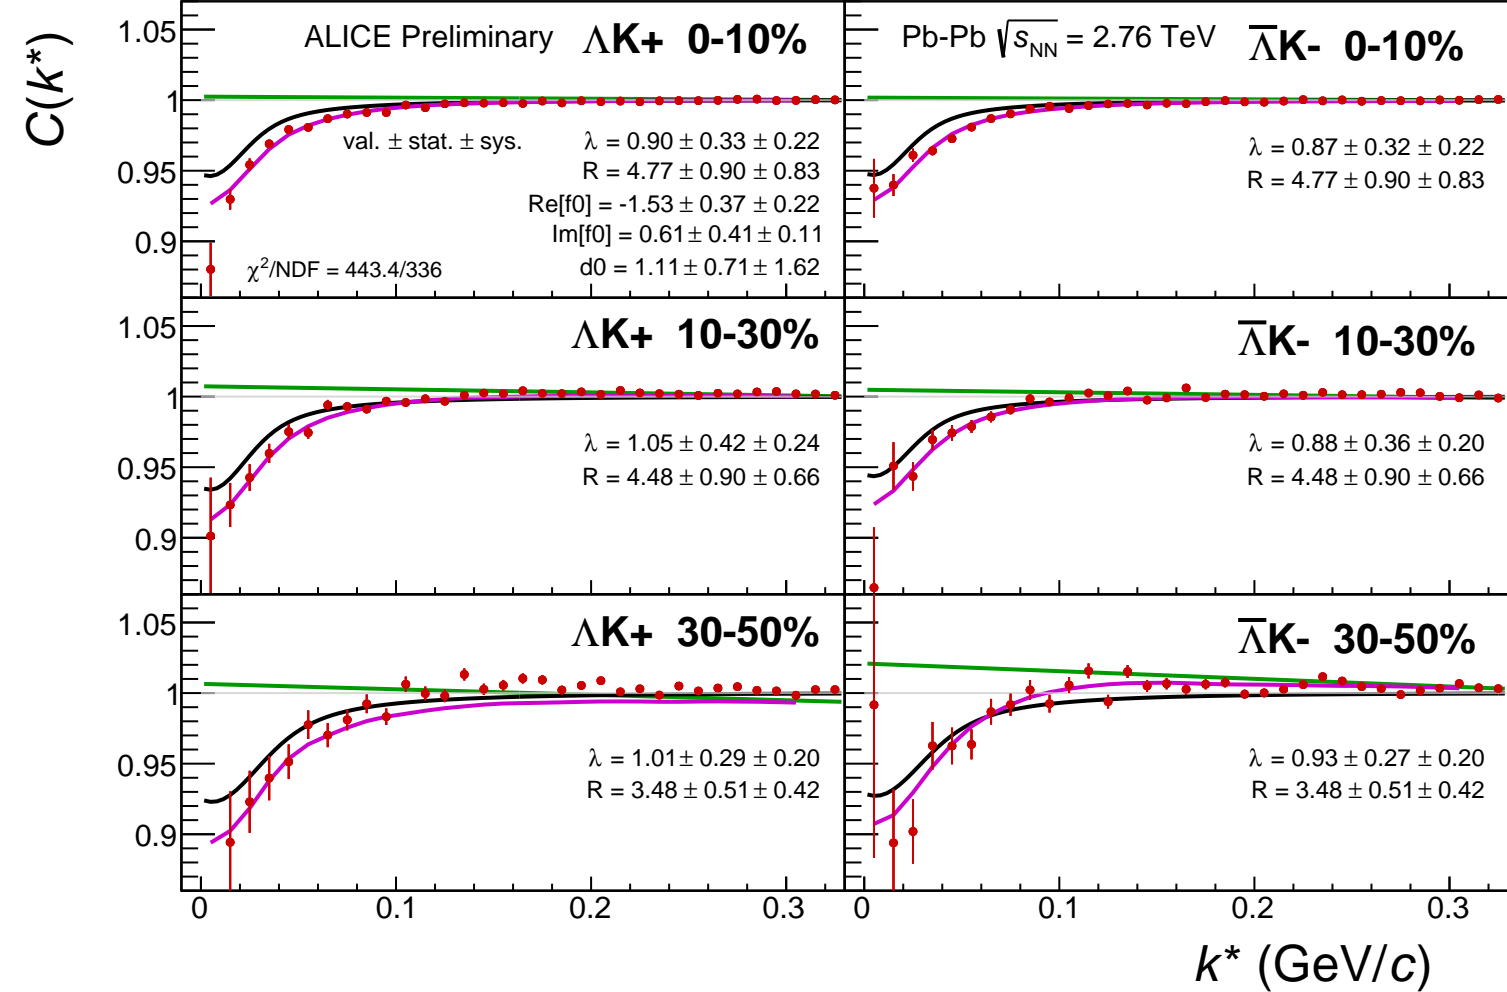 C(k*)
ALICE Preliminary ΛK+ 0-10%
val. ± stat. ± sys.
λ = 0.90 ± 0.33 ± 0.22
R = 4.77 ± 0.90 ± 0.83
Re[f0] = -1.53 ± 0.37 ± 0.22
Im[f0] = 0.61 ± 0.41 ± 0.11
d0 = 1.11 ± 0.71 ± 1.62
χ²/NDF = 443.4/336
1.05
1
0.95
0.9
Pb-Pb √s_NN = 2.76 TeV Λ̅K- 0-10%
λ = 0.87 ± 0.32 ± 0.22
R = 4.77 ± 0.90 ± 0.83
ΛK+ 10-30%
λ = 1.05 ± 0.42 ± 0.24
R = 4.48 ± 0.90 ± 0.66
1.05
1
0.95
0.9
Λ̅K- 10-30%
λ = 0.88 ± 0.36 ± 0.20
R = 4.48 ± 0.90 ± 0.66
ΛK+ 30-50%
λ = 1.01 ± 0.29 ± 0.20
R = 3.48 ± 0.51 ± 0.42
1.05
1
0.95
0.9
Λ̅K- 30-50%
λ = 0.93 ± 0.27 ± 0.20
R = 3.48 ± 0.51 ± 0.42
0 0.1 0.2 0.3 0 0.1 0.2 0.3
k* (GeV/c)